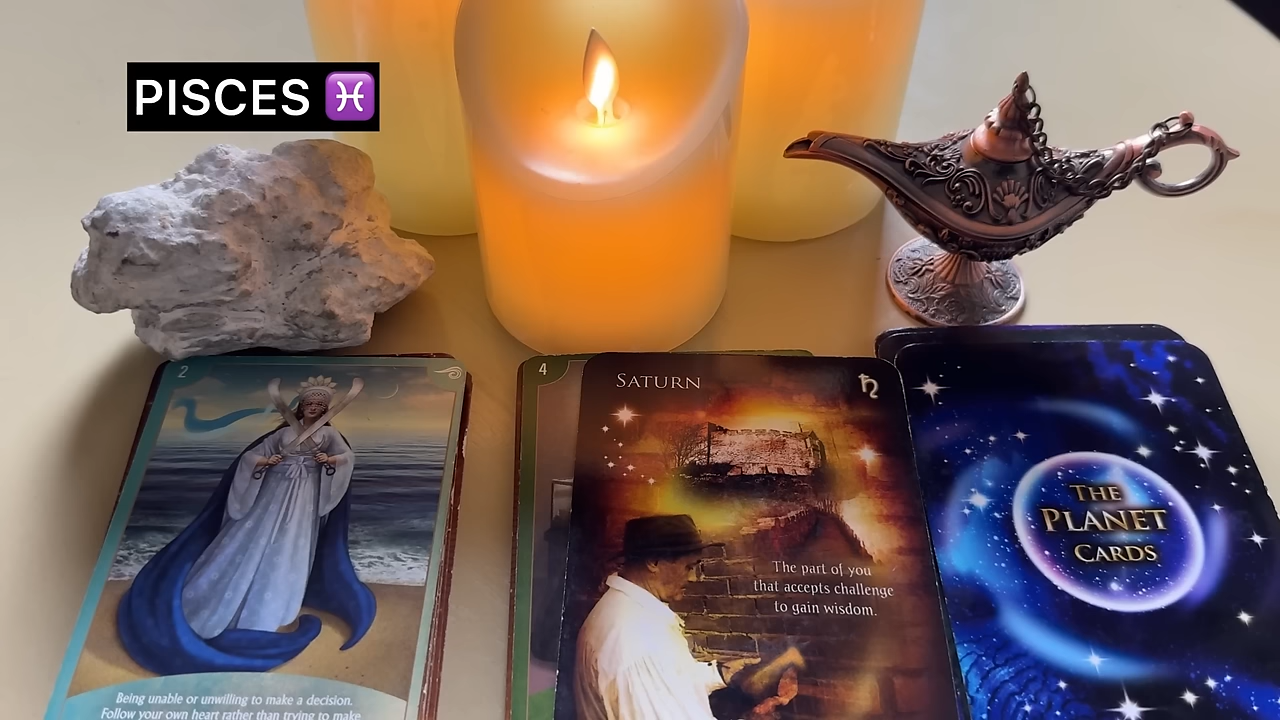 PISCES ♓
2
Being unable or unwilling to make a decision.
Follow your own heart rather than trying to make
4
SATURN
♄
The part of you
that accepts challenge
to gain wisdom.
THE
PLANET
CARDS